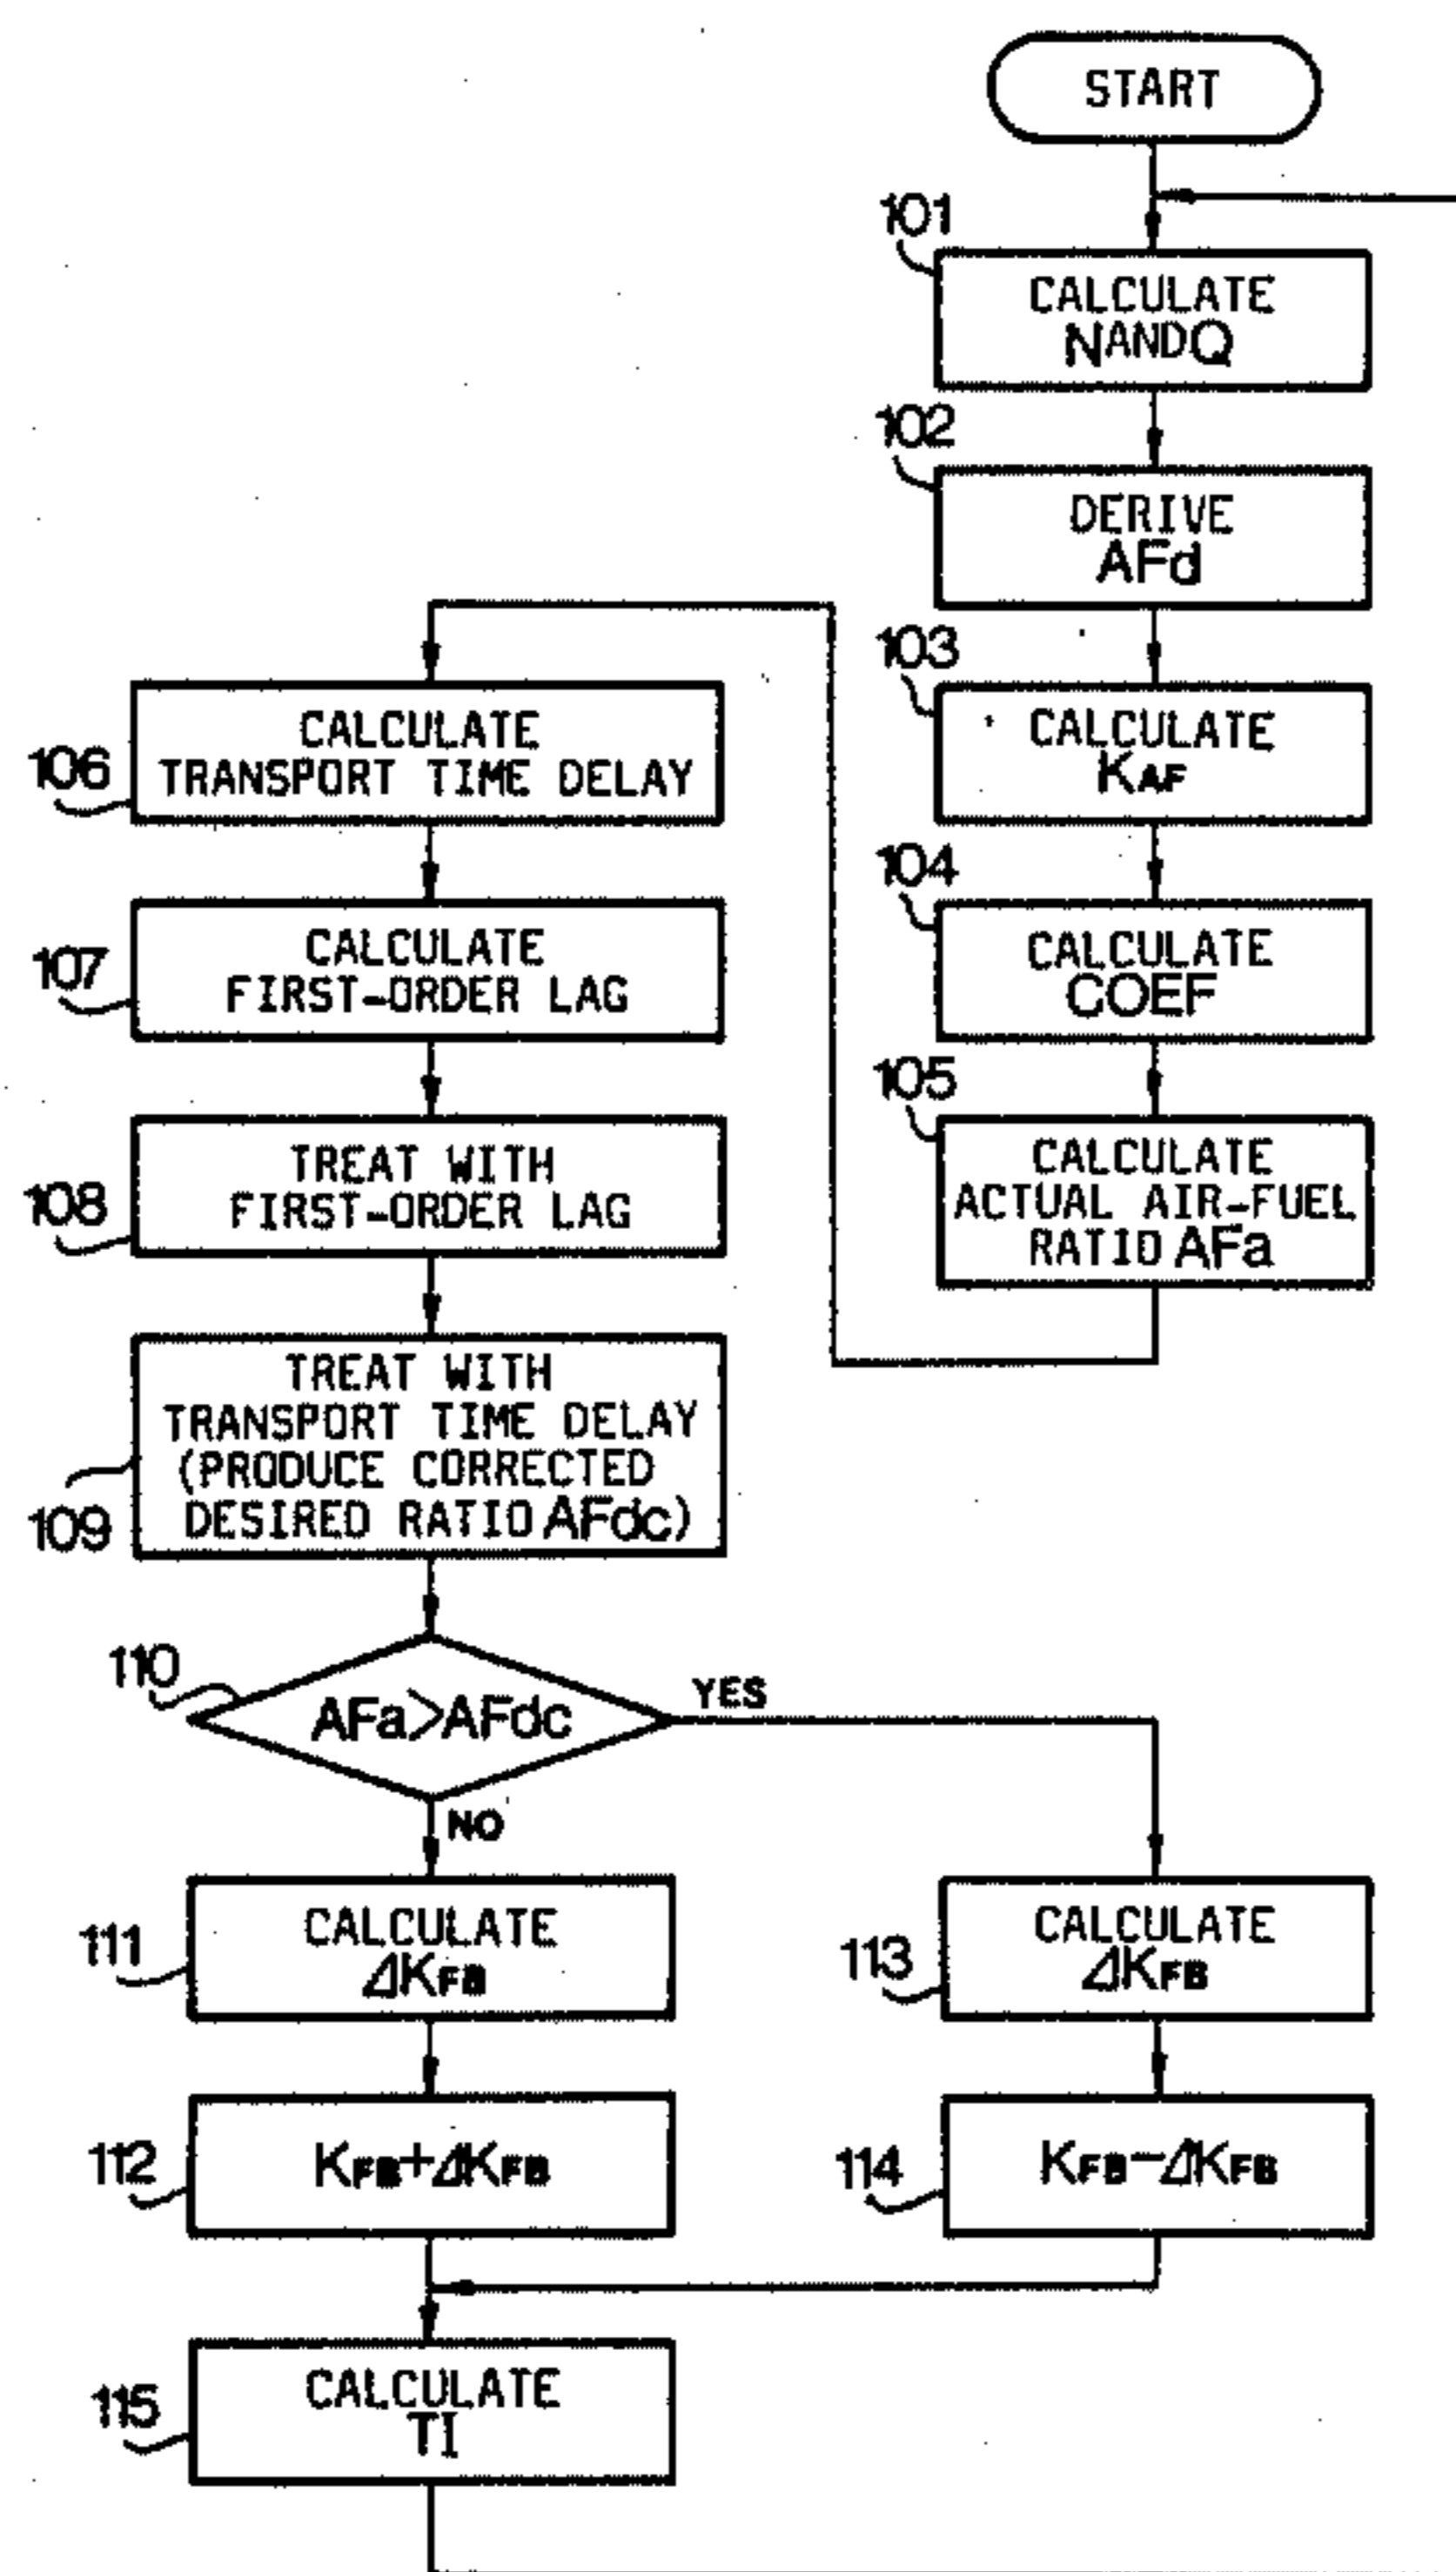 START
101
CALCULATE
N AND Q
102
DERIVE
AFd
103
CALCULATE
KAF
104
CALCULATE
COEF
105
CALCULATE
ACTUAL AIR-FUEL
RATIO AFa
106
CALCULATE
TRANSPORT TIME DELAY
107
CALCULATE
FIRST-ORDER LAG
108
TREAT WITH
FIRST-ORDER LAG
109
TREAT WITH
TRANSPORT TIME DELAY
(PRODUCE CORRECTED
DESIRED RATIO AFdc)
110
AFa>AFdc
YES
NO
111
CALCULATE
ΔKFB
112
KFB+ΔKFB
113
CALCULATE
ΔKFB
114
KFB-ΔKFB
115
CALCULATE
TI